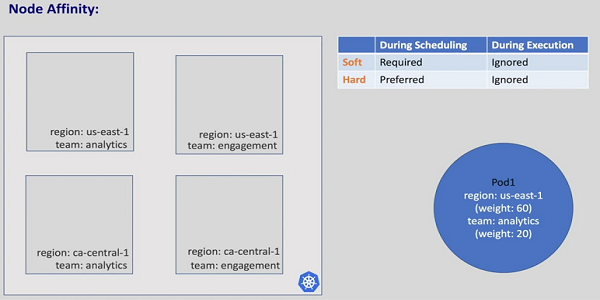 Node Affinity:
During Scheduling During Execution
Soft Required Ignored
Hard Preferred Ignored
region: us-east-1
team: analytics
region: us-east-1
team: engagement
region: ca-central-1
team: analytics
region: ca-central-1
team: engagement
Pod1
region: us-east-1
(weight: 60)
team: analytics
(weight: 20)